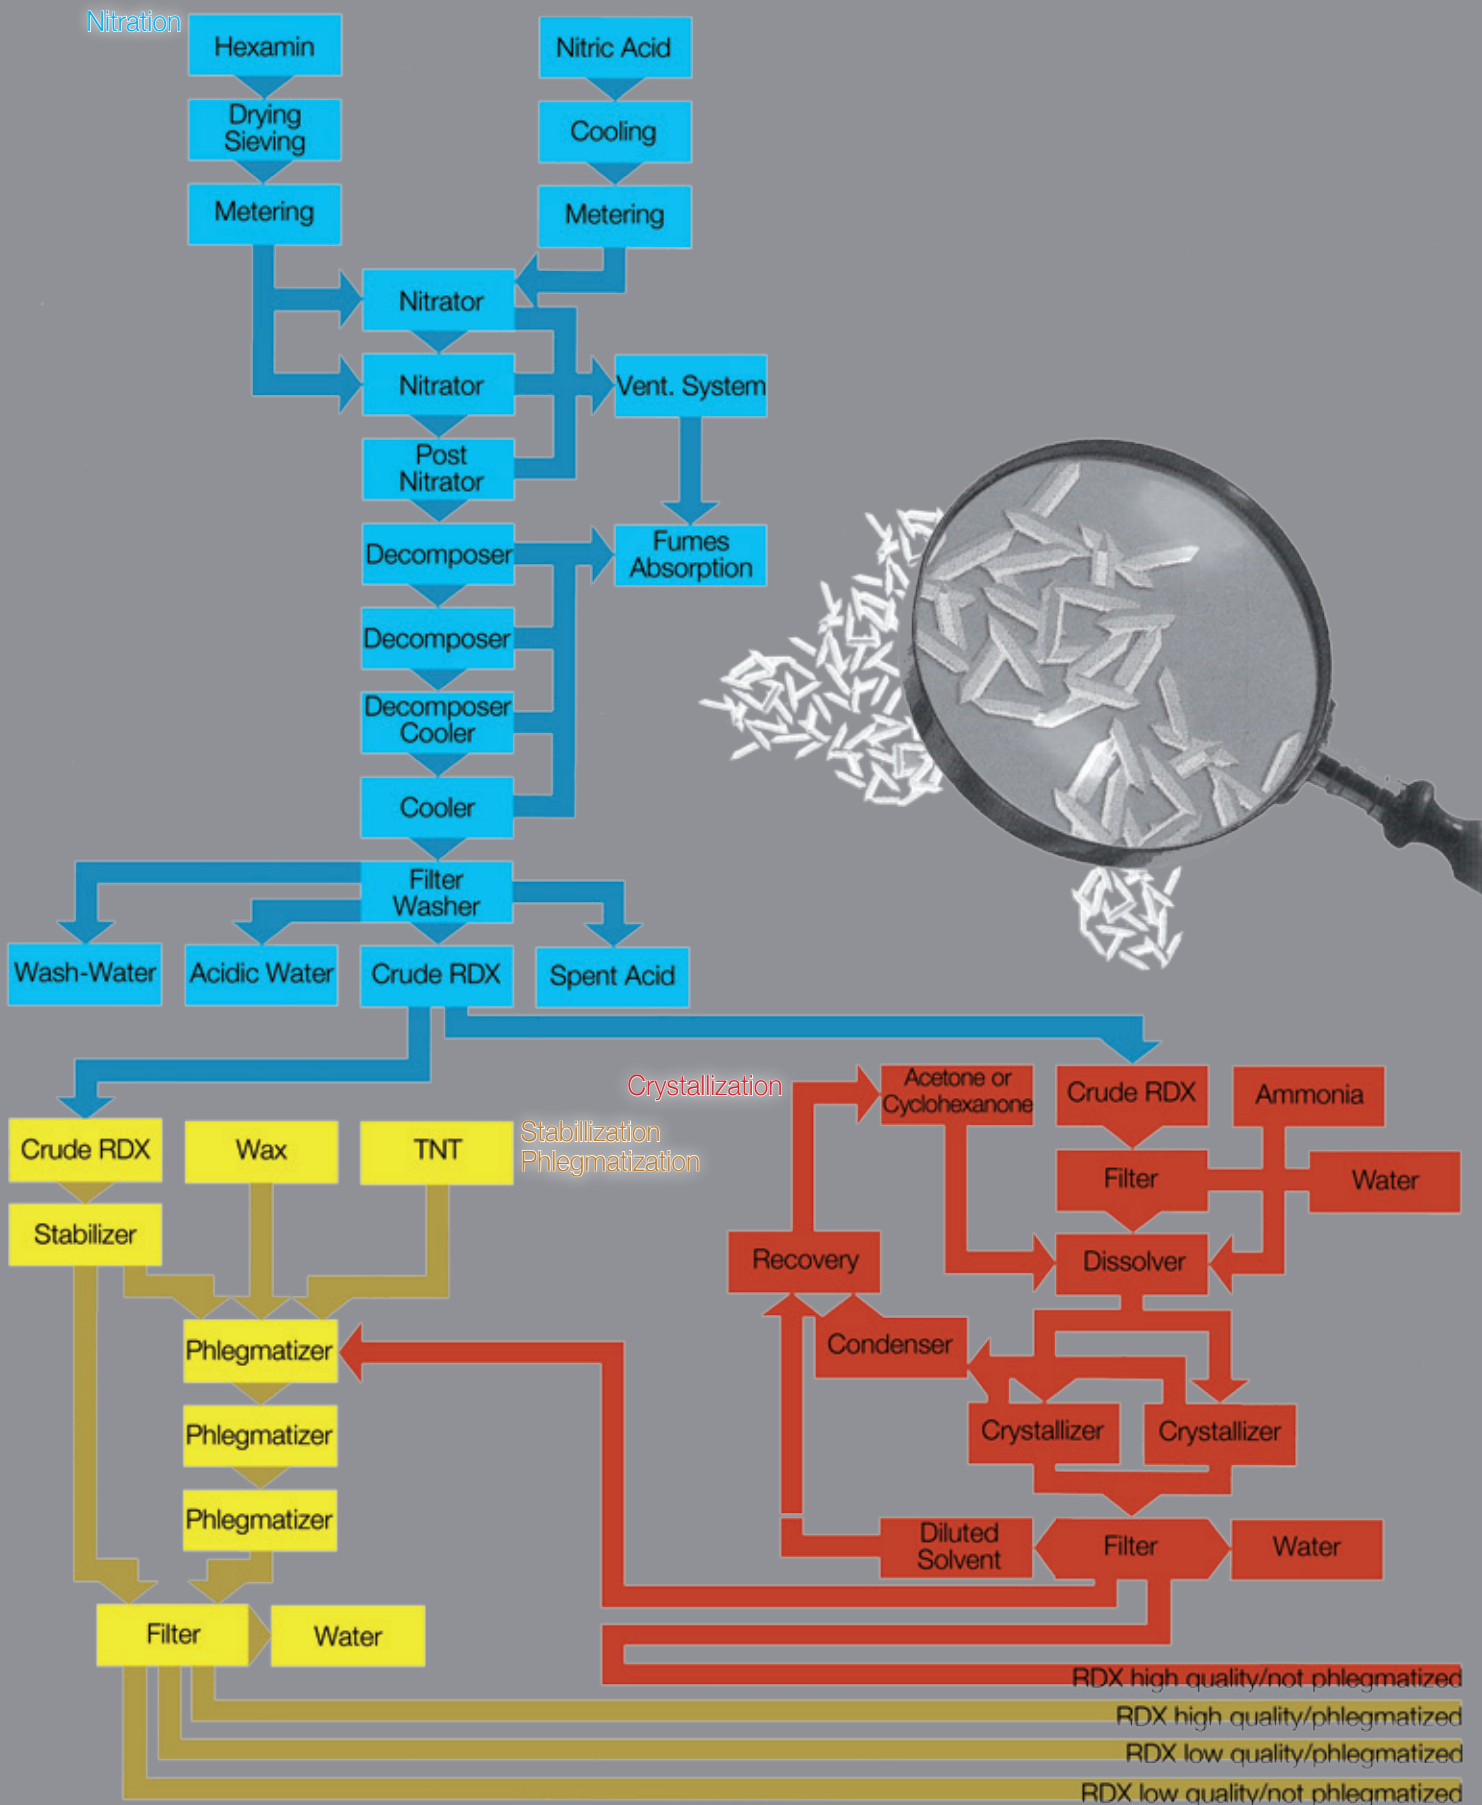 Nitration
Hexamin
Nitric Acid
Drying
Sieving
Cooling
Metering
Metering
Nitrator
Nitrator
Vent. System
Post
Nitrator
Decomposer
Fumes
Absorption
Decomposer
Decomposer
Cooler
Cooler
Filter
Washer
Wash-Water
Acidic Water
Crude RDX
Spent Acid
Crystallization
Acetone or
Cyclohexanone
Crude RDX
Ammonia
Crude RDX
Wax
TNT
Stabillization
Phlegmatization
Filter
Water
Stabilizer
Recovery
Dissolver
Phlegmatizer
Condenser
Phlegmatizer
Crystallizer
Crystallizer
Phlegmatizer
Diluted
Solvent
Filter
Water
Filter
Water
RDX high quality/not phlegmatized
RDX high quality/phlegmatized
RDX low quality/phlegmatized
RDX low quality/not phlegmatized